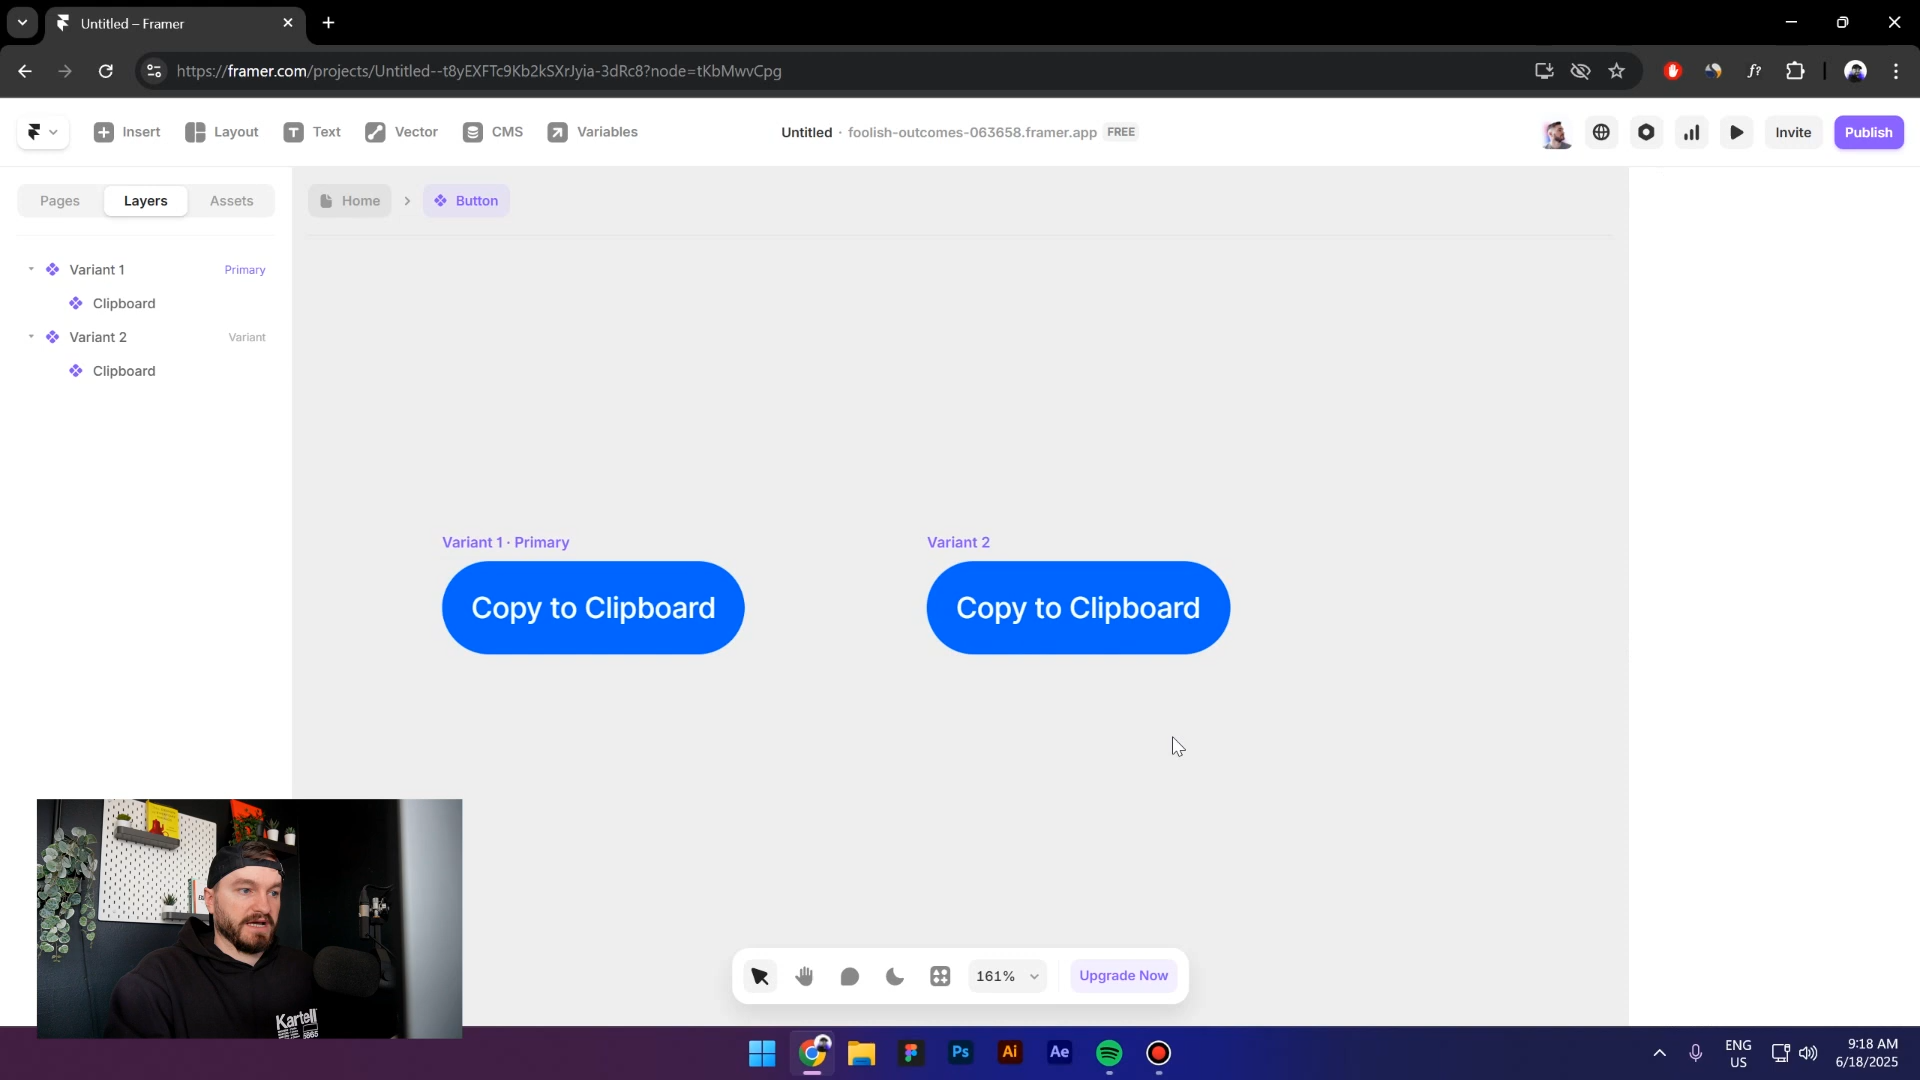 Untitled – Framer
https://framer.com/projects/Untitled--t8yEXFTc9Kb2kSXrJyia-3dRc8?node=tKbMwvCpg
Insert
Layout
Text
Vector
CMS
Variables
Untitled · foolish-outcomes-063658.framer.app FREE
Invite
Publish
Pages
Layers
Assets
Home
Button
Variant 1
Primary
Clipboard
Variant 2
Variant
Clipboard
Variant 1 · Primary
Copy to Clipboard
Variant 2
Copy to Clipboard
161%
Upgrade Now
Kartell
Ps
Ai
Ae
ENG
US
9:18 AM
6/18/2025